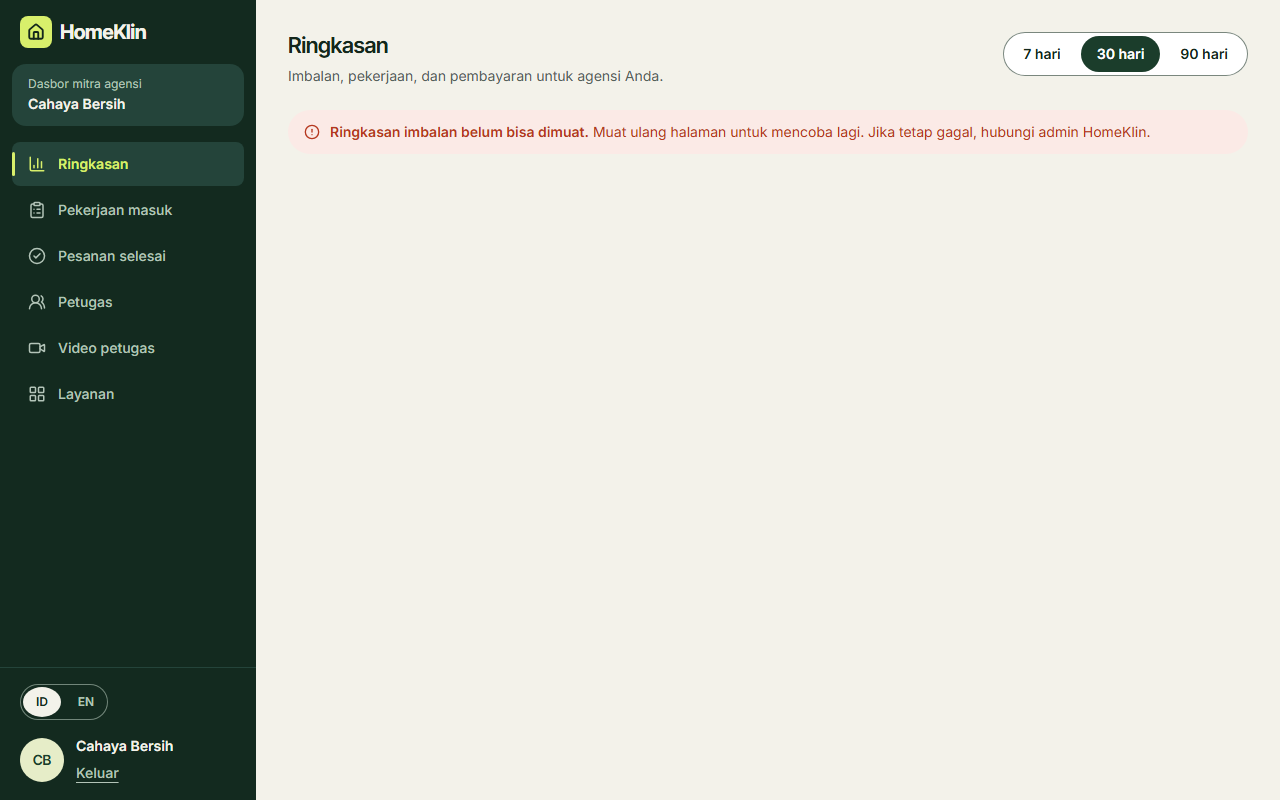 HomeKlin
Dasbor mitra agensi
Cahaya Bersih
Ringkasan
Pekerjaan masuk
Pesanan selesai
Petugas
Video petugas
Layanan
ID
EN
CB
Cahaya Bersih
Keluar
Ringkasan
Imbalan, pekerjaan, dan pembayaran untuk agensi Anda.
7 hari
30 hari
90 hari
Ringkasan imbalan belum bisa dimuat. Muat ulang halaman untuk mencoba lagi. Jika tetap gagal, hubungi admin HomeKlin.